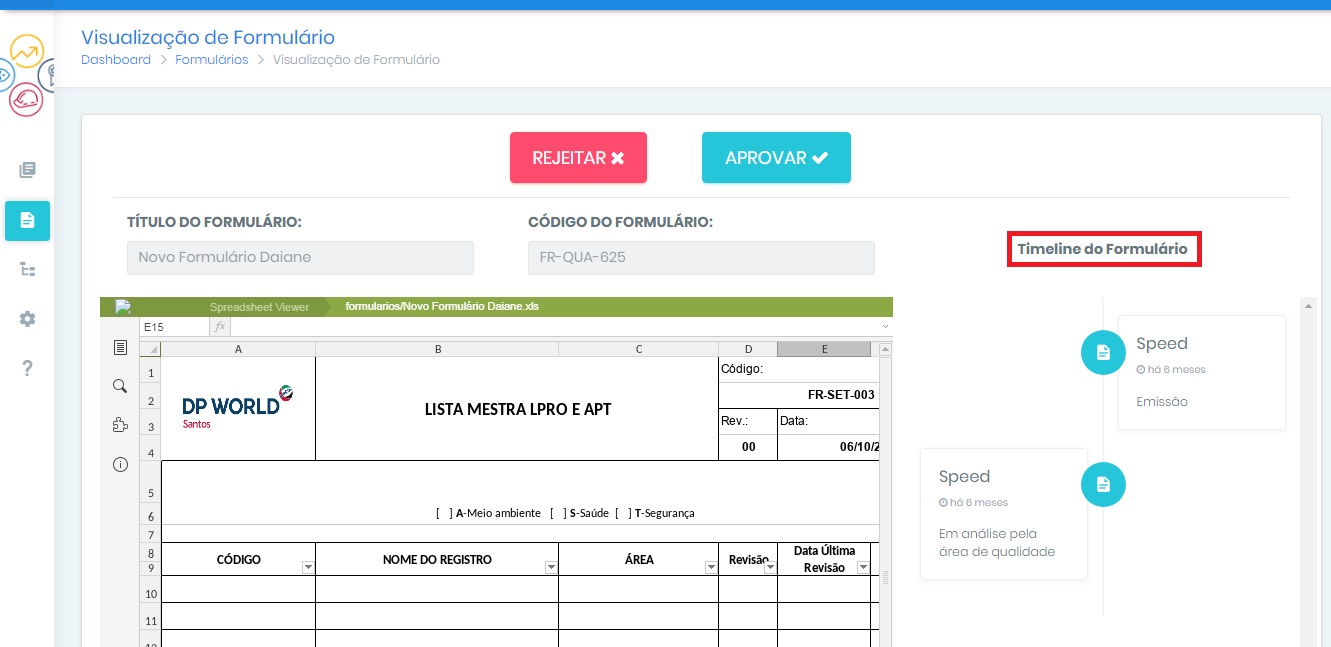 Visualização de Formulário
Dashboard > Formulários > Visualização de Formulário
REJEITAR
APROVAR
TÍTULO DO FORMULÁRIO:
CÓDIGO DO FORMULÁRIO:
Novo Formulário Daiane
FR-QUA-625
Timeline do Formulário
Spreadsheet Viewer
formularios/Novo Formulário Daiane.xls
E15
fx
A B C D E
1
Código:
2
DP WORLD
Santos
LISTA MESTRA LPRO E APT
FR-SET-003
3
Rev.:
Data:
4
00
06/10/2
5
6
[ ] A-Meio ambiente [ ] S-Saúde [ ] T-Segurança
7
8
9
CÓDIGO
NOME DO REGISTRO
ÁREA
Revisão
Data Última
Revisão
10
11
12
Speed
há 6 meses
Emissão
Speed
há 6 meses
Em análise pela
área de qualidade
?